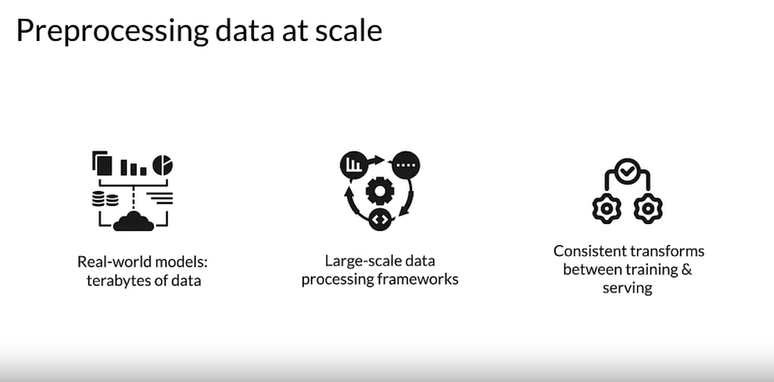 Preprocessing data at scale
Real-world models:
terabytes of data
Large-scale data
processing frameworks
Consistent transforms
between training &
serving